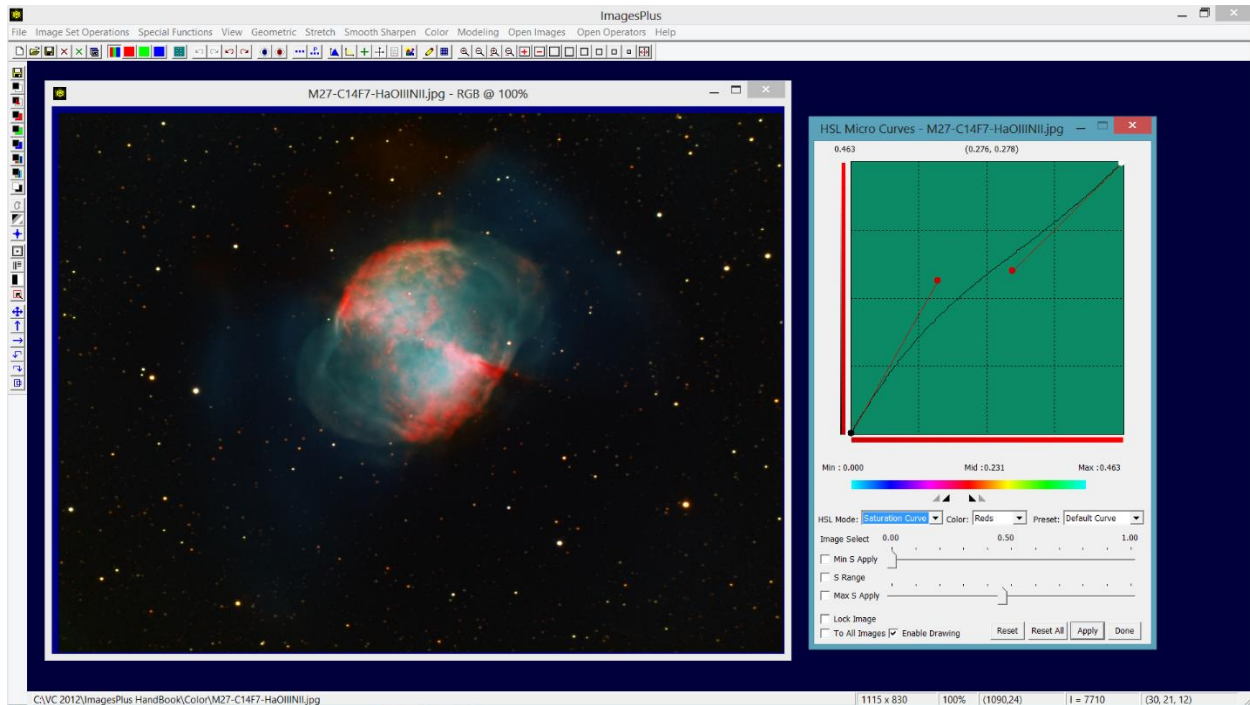 ImagesPlus
File Image Set Operations Special Functions View Geometric Stretch Smooth Sharpen Color Modeling Open Images Open Operators Help
M27-C14F7-HaOIIINII.jpg - RGB @ 100%
HSL Micro Curves - M27-C14F7-HaOIIINII.jpg
0.463 (0.276, 0.278)
Min : 0.000 Mid :0.231 Max :0.463
HSL Mode: Saturation Curve Color: Reds Preset: Default Curve
Image Select 0.00 0.50 1.00
Min S Apply
S Range
Max S Apply
Lock Image
To All Images Enable Drawing Reset Reset All Apply Done
C:\VC 2012\ImagesPlus HandBook\Color\M27-C14F7-HaOIIINII.jpg 1115 x 830 100% (1090,24) I = 7710 (30, 21, 12)